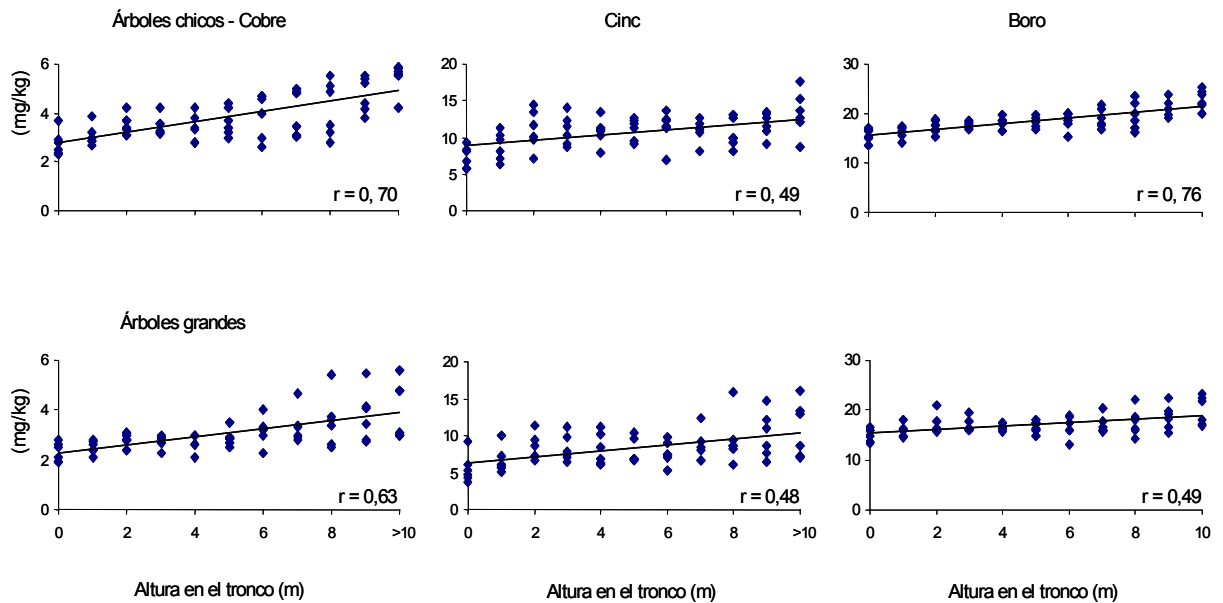 Árboles chicos - Cobre
Cinc
Boro
(mg/kg)
6
4
2
0
r = 0, 70
20
15
10
5
0
r = 0, 49
30
20
10
0
r = 0, 76
Árboles grandes
(mg/kg)
6
4
2
0
r = 0,63
0 2 4 6 8 >10
20
15
10
5
0
r = 0,48
0 2 4 6 8 >10
30
20
10
0
r = 0,49
0 2 4 6 8 10
Altura en el tronco (m)
Altura en el tronco (m)
Altura en el tronco (m)